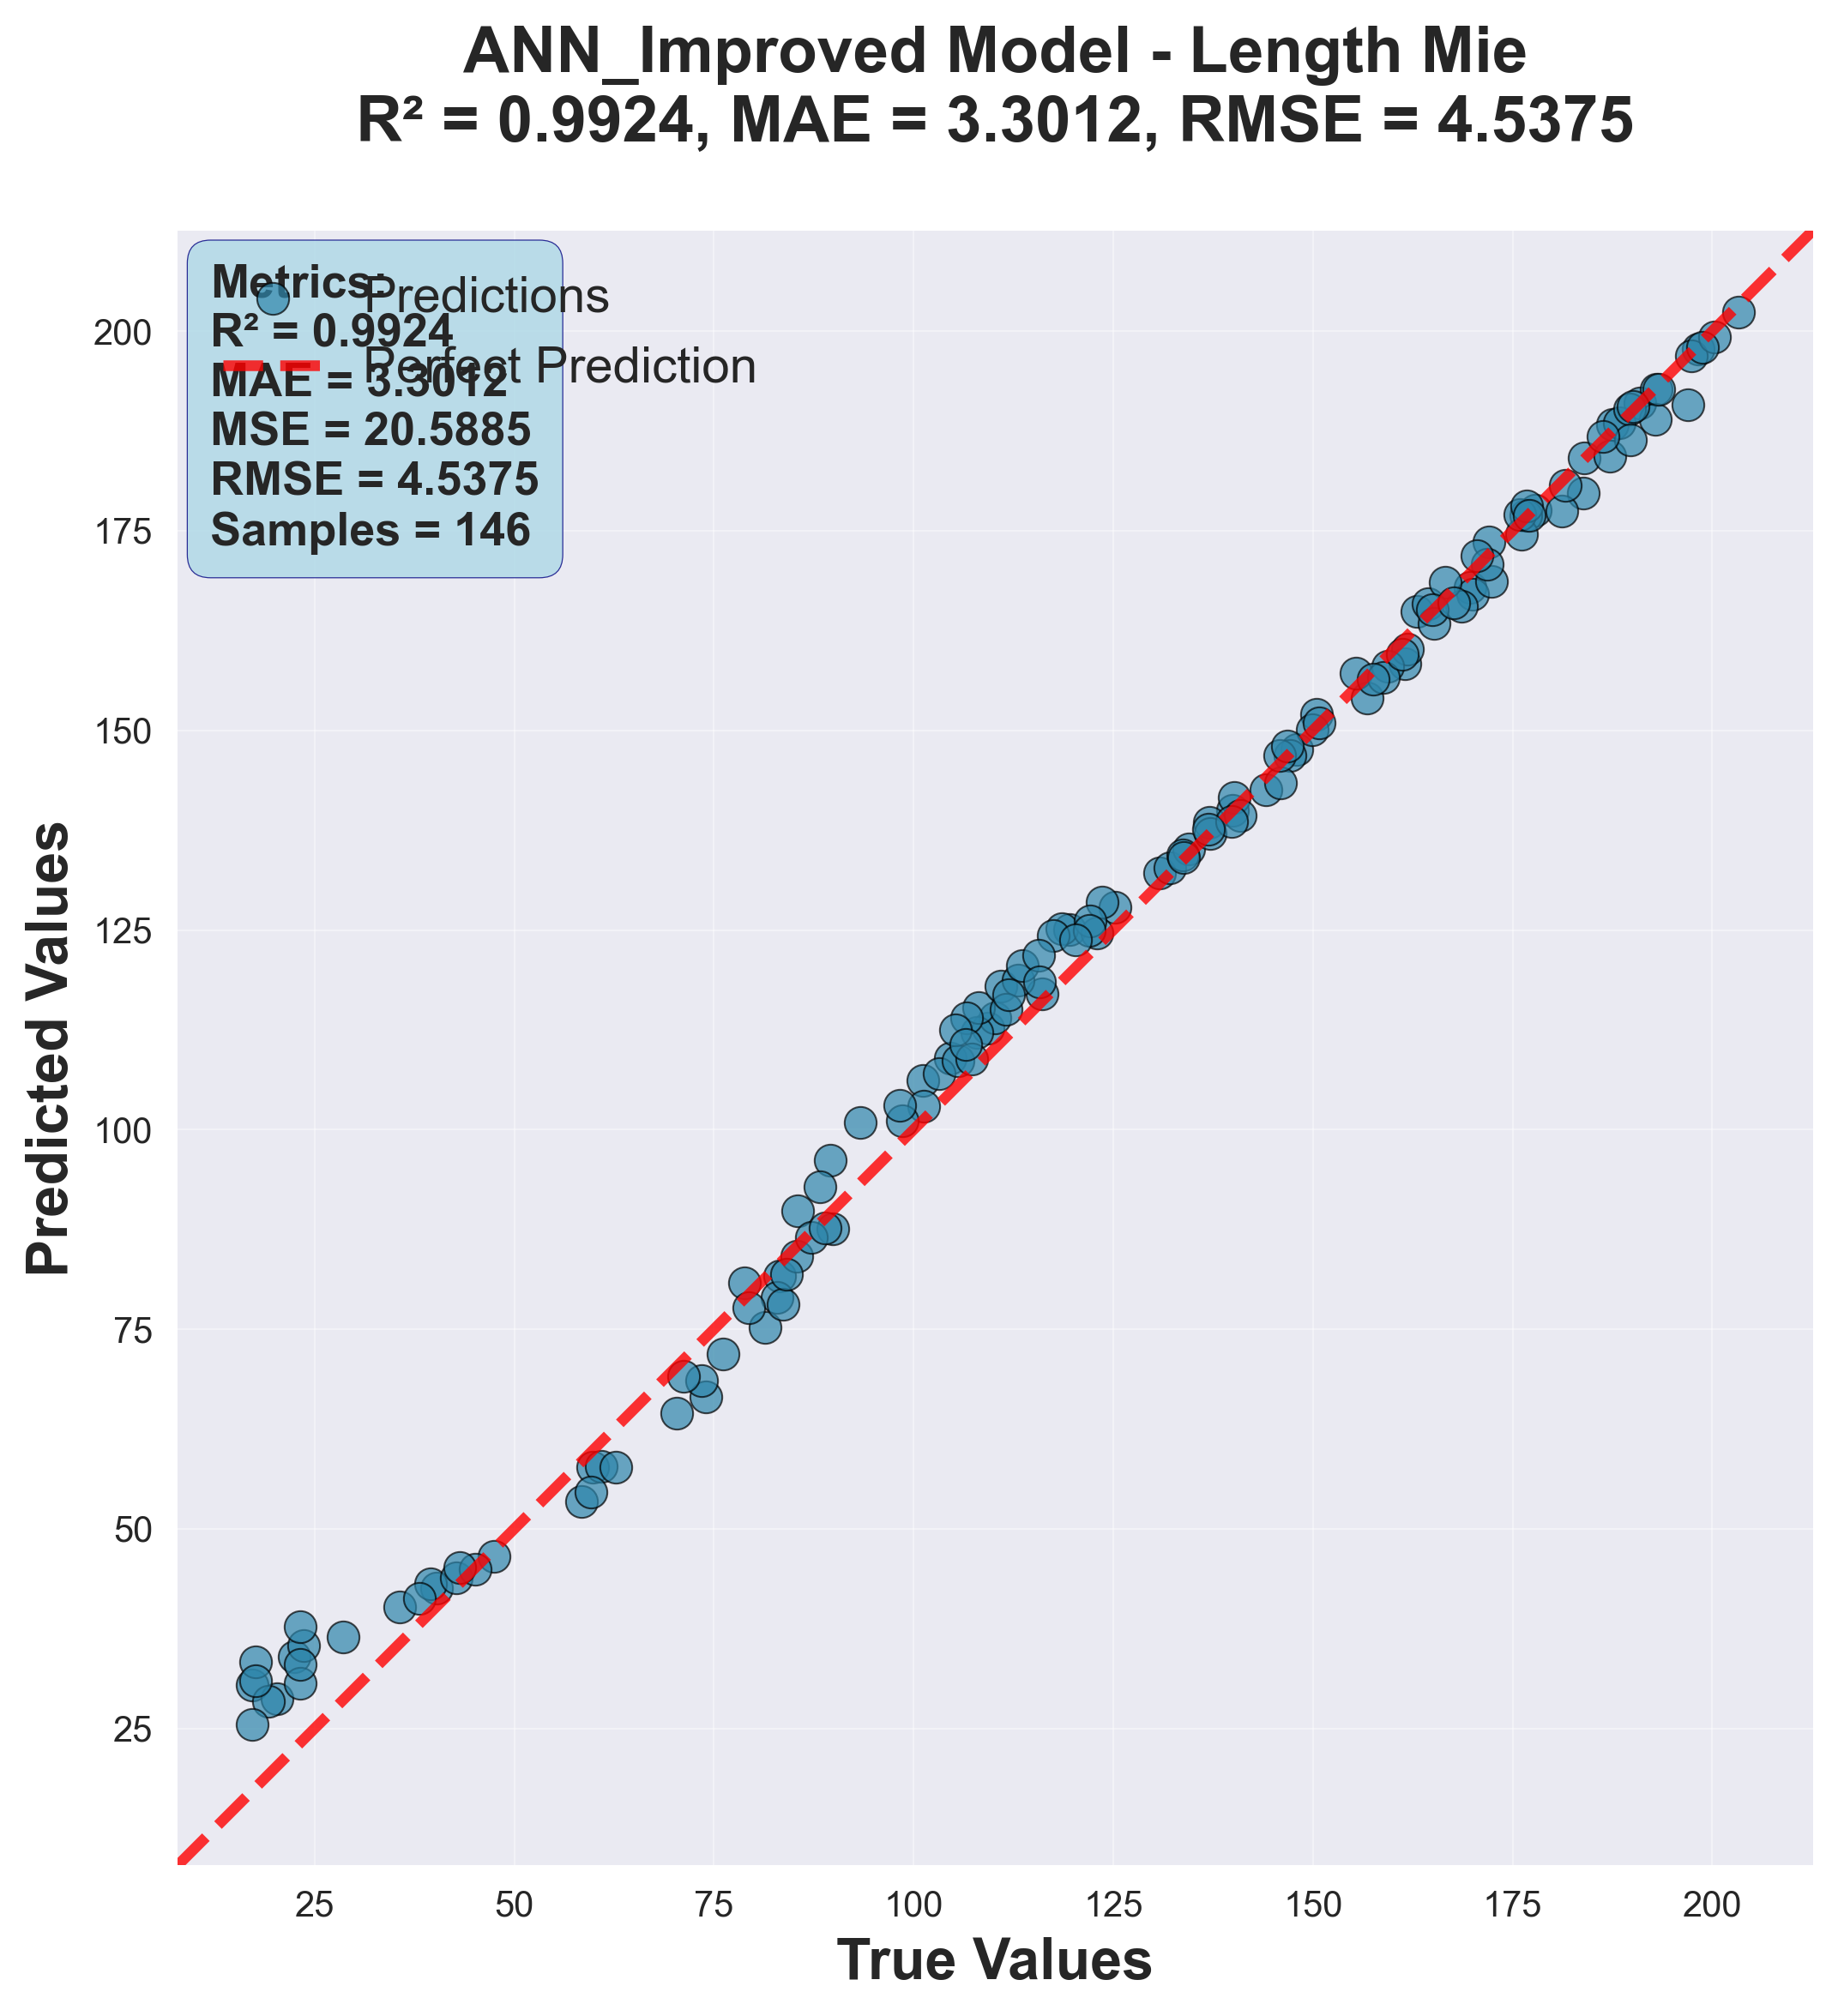 ANN_Improved Model - Length Mie
R² = 0.9924, MAE = 3.3012, RMSE = 4.5375
Metrics:
R² = 0.9924
MAE = 3.3012
MSE = 20.5885
RMSE = 4.5375
Samples = 146
Predictions
Perfect Prediction
Predicted Values
200
175
150
125
100
75
50
25
25 50 75 100 125 150 175 200
True Values